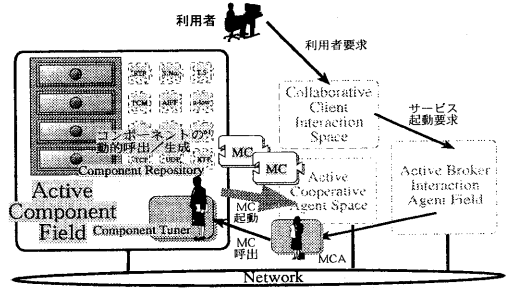 利用者
利用者要求
Collaborative
Client
Interaction
Space
サービス
起動要求
TCM
コンポーネントの
動的呼出／生成
Component Repository
MC
MC
Active
Component
Field
Component Tuner
MC
起動
MC
呼出
Active
Cooperative
Agent Space
Active Broker
Interaction
Agent Field
MCA
Network